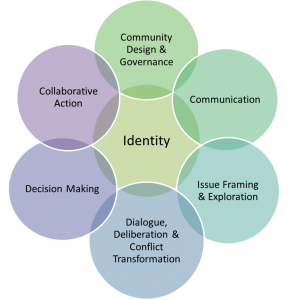 Community
Design &
Governance
Collaborative
Action
Communication
Identity
Decision Making
Issue Framing
& Exploration
Dialogue,
Deliberation &
Conflict
Transformation